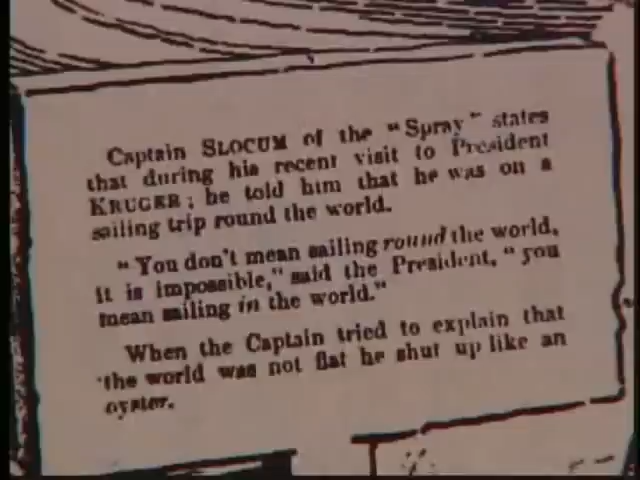 Captain SLOCUM of the "Spray" states
that during his recent visit to President
KRUGER; he told him that he was on a
sailing trip round the world.
"You don't mean sailing round the world,
it is impossible," said the President, "you
mean sailing in the world."
When the Captain tried to explain that
the world was not flat he shut up like an
oyster.